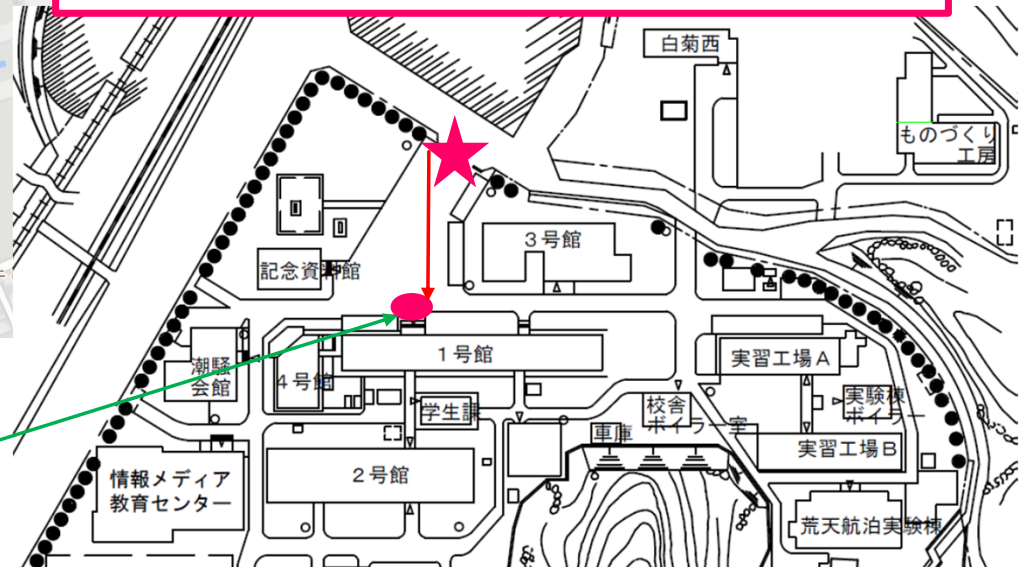 白菊西
ものづくり
工房
3号館
記念資料館
1号館
実習工場A
潮騒
会館
4号館
学生課
校舎
ボイラー室
実験棟
ボイラー
車庫
実習工場B
情報メディア
教育センター
2号館
荒天航泊実験棟